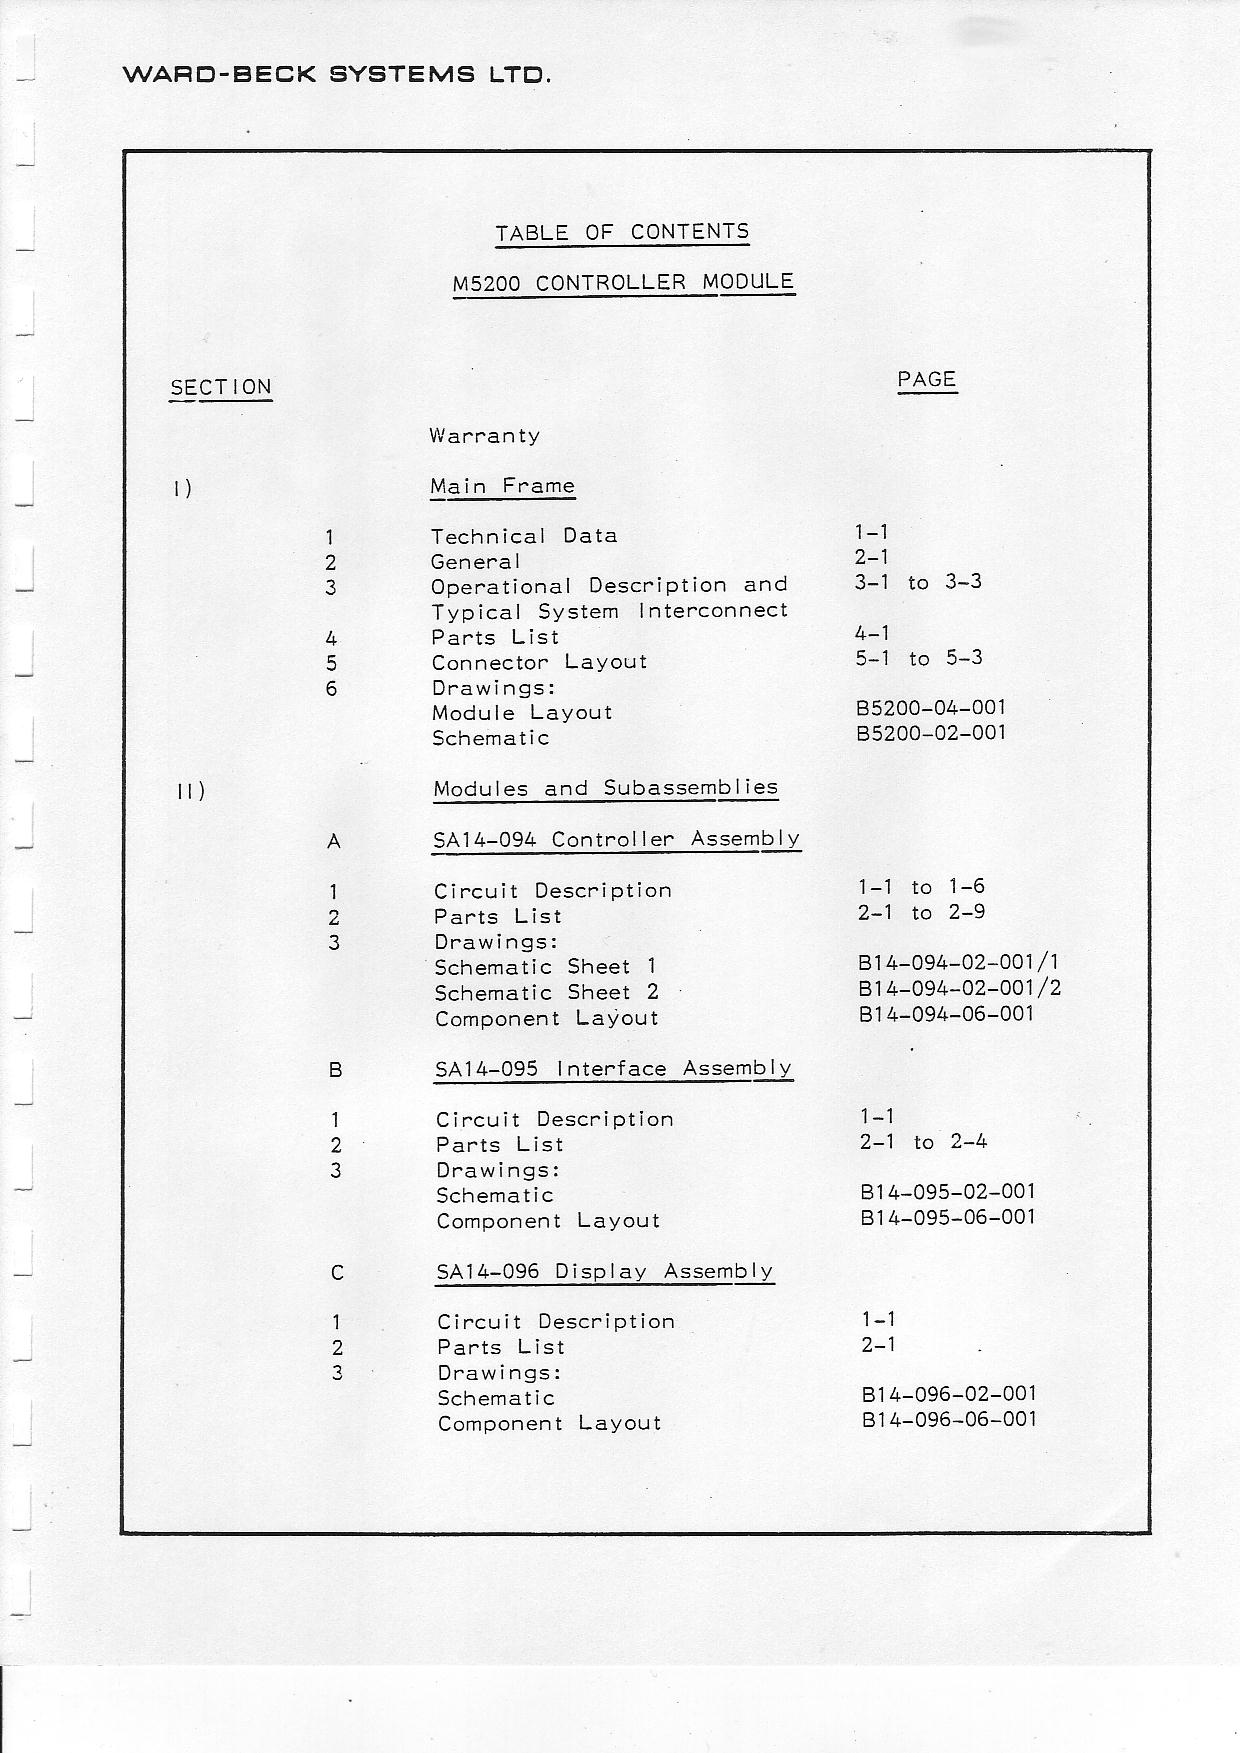 WARD-BECK SYSTEMS LTD.
TABLE OF CONTENTS
M5200 CONTROLLER MODULE
SECTION PAGE
Warranty
I) Main Frame
1 Technical Data 1-1
2 General 2-1
3 Operational Description and 3-1 to 3-3
Typical System Interconnect
4 Parts List 4-1
5 Connector Layout 5-1 to 5-3
6 Drawings:
Module Layout B5200-04-001
Schematic B5200-02-001
II) Modules and Subassemblies
A SA14-094 Controller Assembly
1 Circuit Description 1-1 to 1-6
2 Parts List 2-1 to 2-9
3 Drawings:
Schematic Sheet 1 B14-094-02-001/1
Schematic Sheet 2 B14-094-02-001/2
Component Layout B14-094-06-001
B SA14-095 Interface Assembly
1 Circuit Description 1-1
2 Parts List 2-1 to 2-4
3 Drawings:
Schematic B14-095-02-001
Component Layout B14-095-06-001
C SA14-096 Display Assembly
1 Circuit Description 1-1
2 Parts List 2-1
3 Drawings:
Schematic B14-096-02-001
Component Layout B14-096-06-001